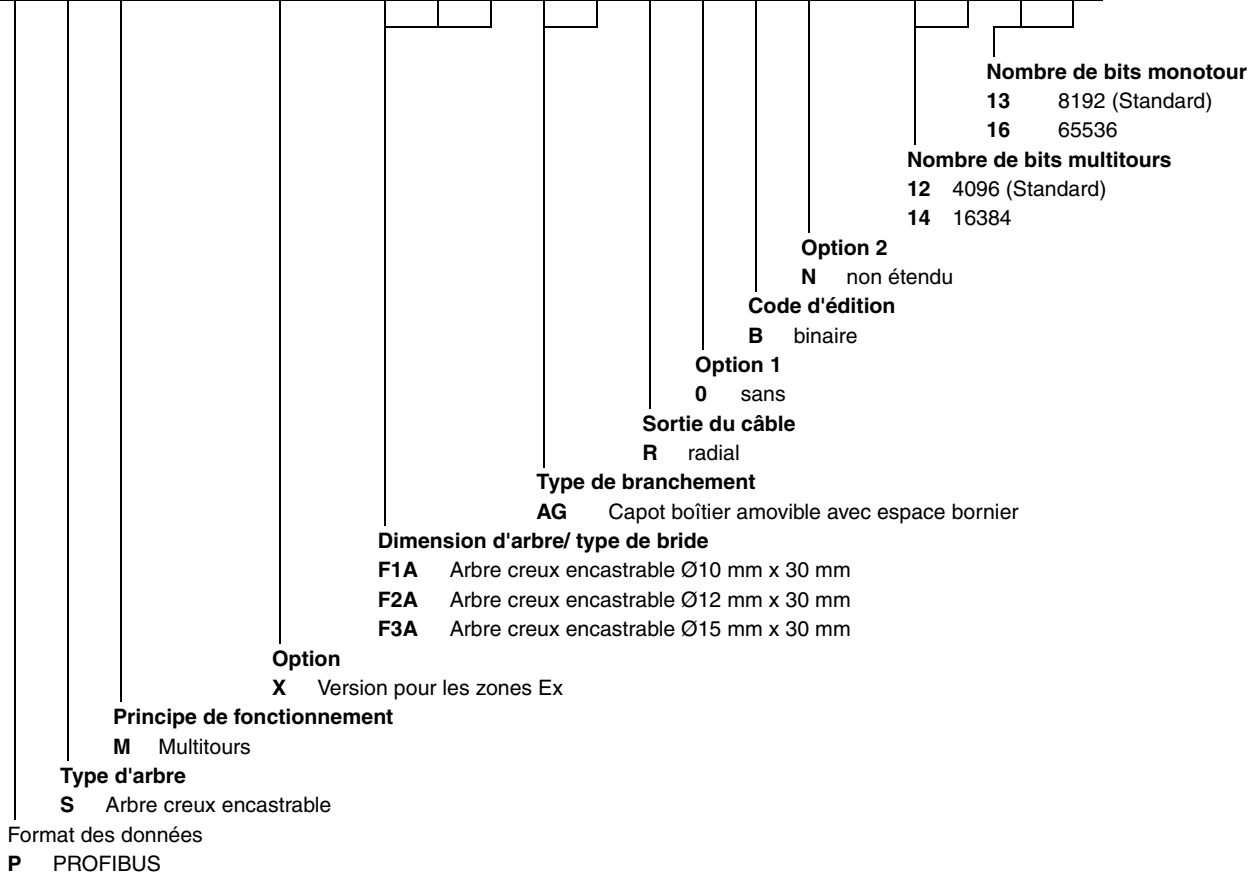 Nombre de bits monotour
13 8192 (Standard)
16 65536
Nombre de bits multitours
12 4096 (Standard)
14 16384
Option 2
N non étendu
Code d'édition
B binaire
Option 1
0 sans
Sortie du câble
R radial
Type de branchement
AG Capot boîtier amovible avec espace bornier
Dimension d'arbre/ type de bride
F1A Arbre creux encastrable Ø10 mm x 30 mm
F2A Arbre creux encastrable Ø12 mm x 30 mm
F3A Arbre creux encastrable Ø15 mm x 30 mm
Option
X Version pour les zones Ex
Principe de fonctionnement
M Multitours
Type d'arbre
S Arbre creux encastrable
Format des données
P PROFIBUS